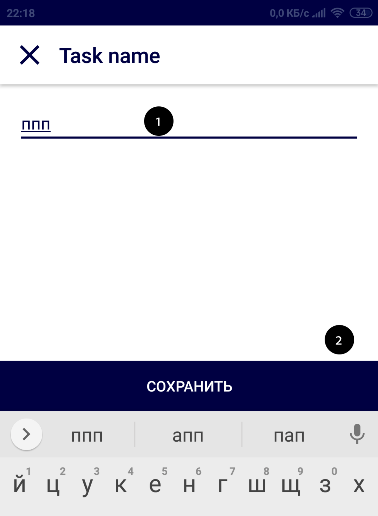 22:18 0,0 КБ/с 34
Task name
ппп 1
2
СОХРАНИТЬ
ппп апп пап
1 2 3 4 5 6 7 8 9 0
й ц у к е н г ш щ з х